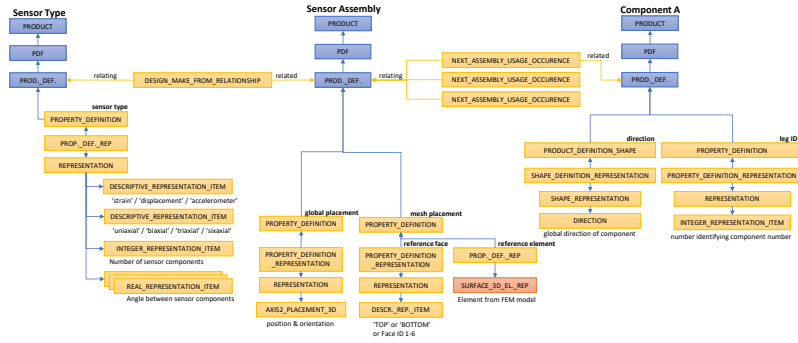 Sensor Type
PRODUCT
PDF
PROD._DEF.
sensor type
PROPERTY_DEFINITION
PROP._DEF._REP
REPRESENTATION
DESCRIPTIVE_REPRESENTATION_ITEM
'strain' / 'displacement' / 'accelerometer'
DESCRIPTIVE_REPRESENTATION_ITEM
'uniaxial' / 'biaxial' / 'triaxial' / 'sixaxial'
INTEGER_REPRESENTATION_ITEM
Number of sensor components
REAL_REPRESENTATION_ITEM
Angle between sensor components
relating
DESIGN_MAKE_FROM_RELATIONSHIP
related
Sensor Assembly
PRODUCT
PDF
PROD._DEF.
relating
NEXT_ASSEMBLY_USAGE_OCCURENCE
NEXT_ASSEMBLY_USAGE_OCCURENCE
NEXT_ASSEMBLY_USAGE_OCCURENCE
related
global placement
PROPERTY_DEFINITION
PROPERTY_DEFINITION
_REPRESENTATION
REPRESENTATION
AXIS2_PLACEMENT_3D
position & orientation
mesh placement
PROPERTY_DEFINITION
reference face
PROPERTY_DEFINITION
_REPRESENTATION
REPRESENTATION
DESCR._REP._ITEM
'TOP' or 'BOTTOM'
or Face ID 1-6
reference element
PROP._DEF._REP
SURFACE_3D_EL._REP
Element from FEM model
Component A
PRODUCT
PDF
PROD._DEF.
direction
PRODUCT_DEFINITION_SHAPE
SHAPE_DEFINITION_REPRESENTATION
SHAPE_REPRESENTATION
DIRECTION
global direction of component
leg ID
PROPERTY_DEFINITION
PROPERTY_DEFINITION_REPRESENTATION
REPRESENTATION
INTEGER_REPRESENTATION_ITEM
number identifying component number